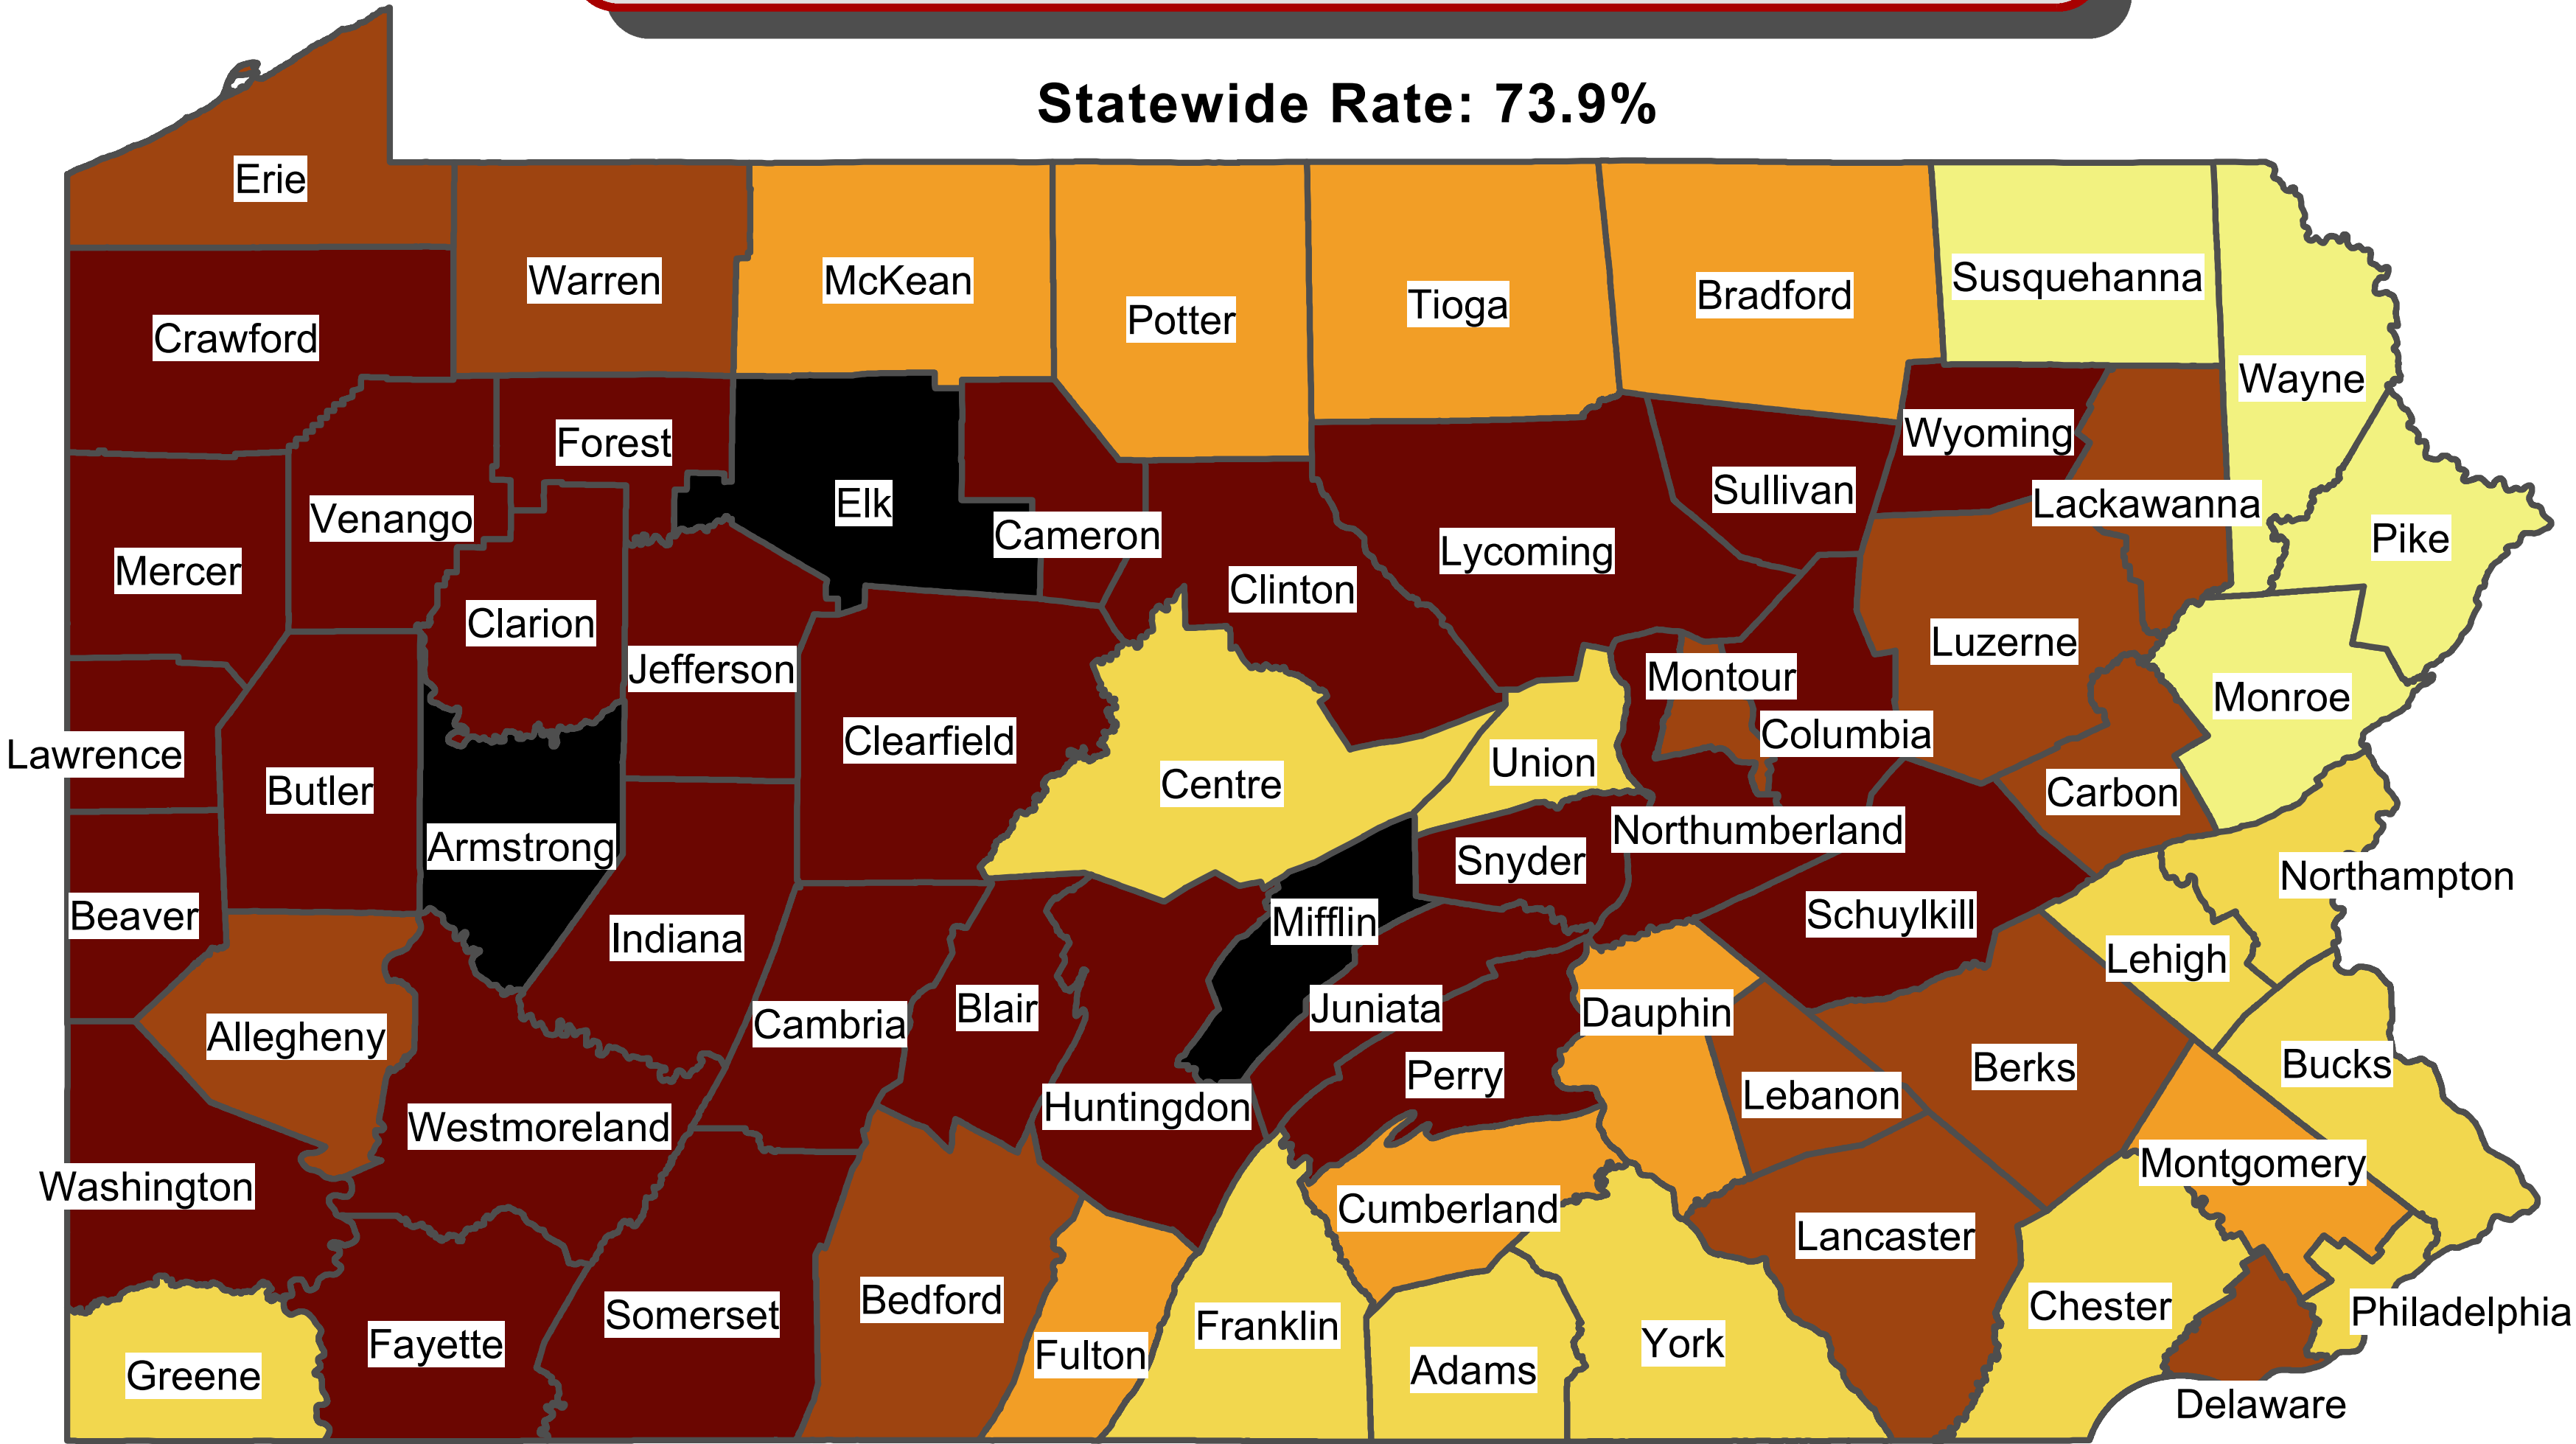 Statewide Rate: 73.9%
Erie
Warren
McKean
Potter
Tioga
Bradford
Susquehanna
Wayne
Crawford
Forest
Elk
Cameron
Wyoming
Sullivan
Lackawanna
Pike
Venango
Mercer
Clarion
Jefferson
Clinton
Lycoming
Luzerne
Monroe
Montour
Columbia
Lawrence
Butler
Armstrong
Clearfield
Centre
Union
Carbon
Northumberland
Snyder
Northampton
Beaver
Indiana
Mifflin
Schuylkill
Lehigh
Allegheny
Cambria
Blair
Juniata
Dauphin
Perry
Lebanon
Berks
Bucks
Westmoreland
Huntingdon
Washington
Cumberland
Lancaster
Montgomery
Greene
Fayette
Somerset
Bedford
Fulton
Franklin
Adams
York
Chester
Philadelphia
Delaware